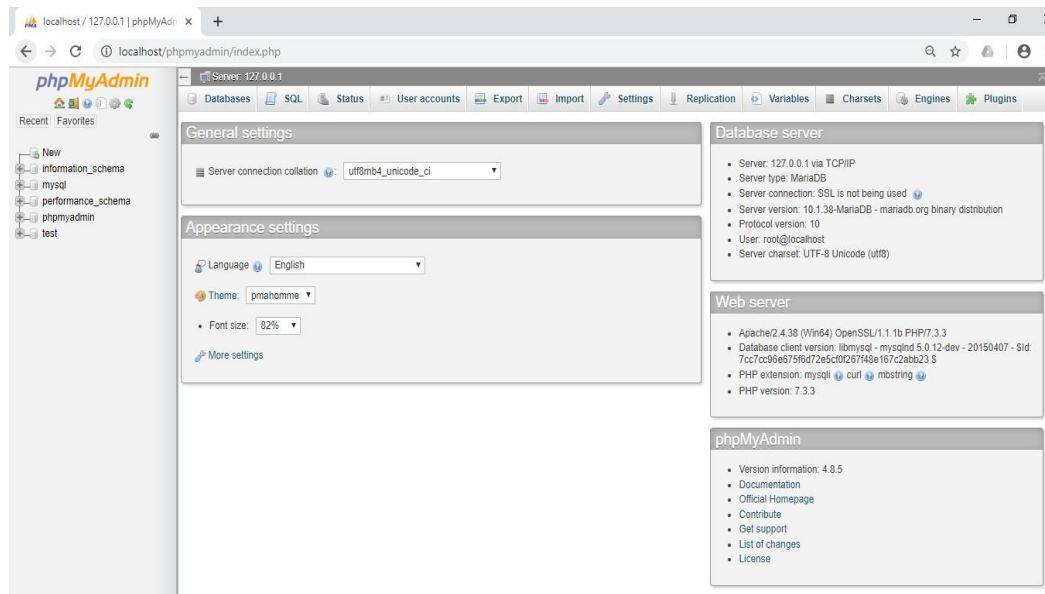 localhost / 127.0.0.1 | phpMyAdn
localhost/phpmyadmin/index.php
phpMyAdmin
Recent Favorites
New
information_schema
mysql
performance_schema
phpmyadmin
test
Server: 127.0.0.1
Databases SQL Status User accounts Export Import Settings Replication Variables Charsets Engines Plugins
General settings
Server connection collation : utf8mb4_unicode_ci
Appearance settings
Language English
Theme: pmahomme
Font size: 82%
More settings
Database server
Server: 127.0.0.1 via TCP/IP
Server type: MariaDB
Server connection: SSL is not being used
Server version: 10.1.38-MariaDB - mariadb.org binary distribution
Protocol version: 10
User: root@localhost
Server charset: UTF-8 Unicode (utf8)
Web server
Apache/2.4.38 (Win64) OpenSSL/1.1.1b PHP/7.3.3
Database client version: libmysql - mysqlnd 5.0.12-dev - 20150407 - $Id:
7cc7cc96e675f6d72e5cf0f267f48e167c2abb23 $
PHP extension: mysqli curl mbstring
PHP version: 7.3.3
phpMyAdmin
Version information: 4.8.5
Documentation
Official Homepage
Contribute
Get support
List of changes
License